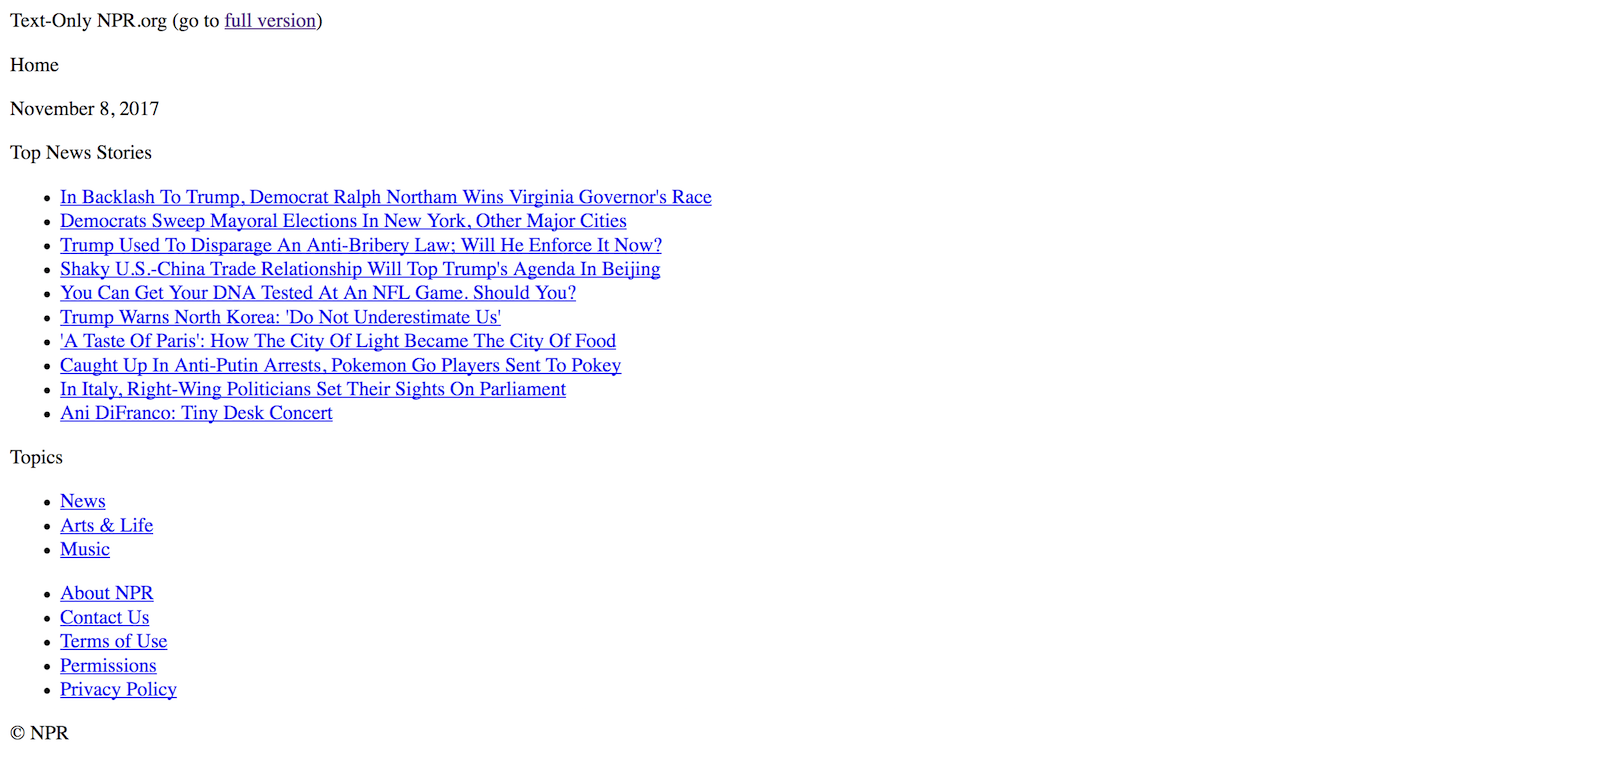 Text-Only NPR.org (go to full version)
Home
November 8, 2017
Top News Stories
In Backlash To Trump, Democrat Ralph Northam Wins Virginia Governor's Race
Democrats Sweep Mayoral Elections In New York, Other Major Cities
Trump Used To Disparage An Anti-Bribery Law; Will He Enforce It Now?
Shaky U.S.-China Trade Relationship Will Top Trump's Agenda In Beijing
You Can Get Your DNA Tested At An NFL Game. Should You?
Trump Warns North Korea: 'Do Not Underestimate Us'
'A Taste Of Paris': How The City Of Light Became The City Of Food
Caught Up In Anti-Putin Arrests, Pokemon Go Players Sent To Pokey
In Italy, Right-Wing Politicians Set Their Sights On Parliament
Ani DiFranco: Tiny Desk Concert
Topics
News
Arts & Life
Music
About NPR
Contact Us
Terms of Use
Permissions
Privacy Policy
© NPR